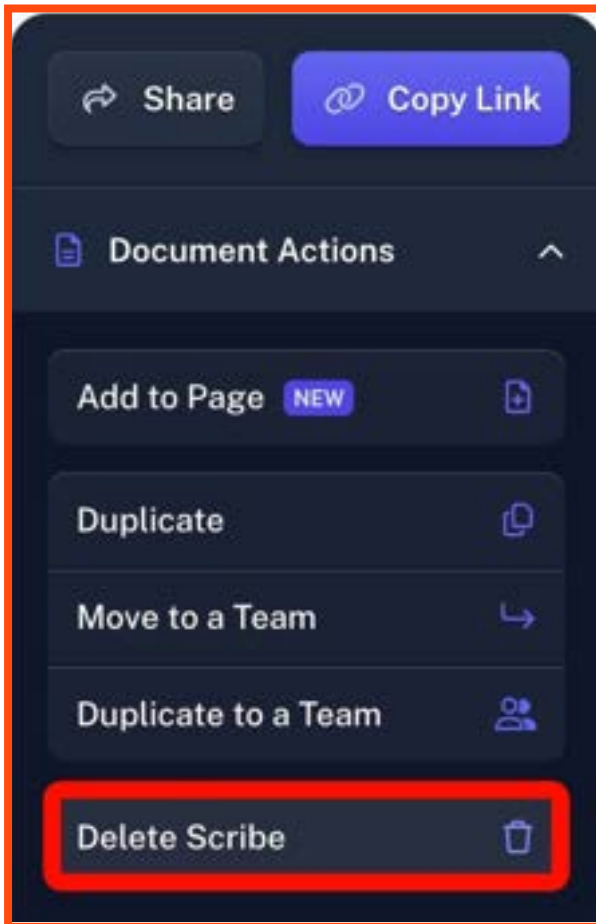 Share
Copy Link
Document Actions
Add to Page NEW
Duplicate
Move to a Team
Duplicate to a Team
Delete Scribe